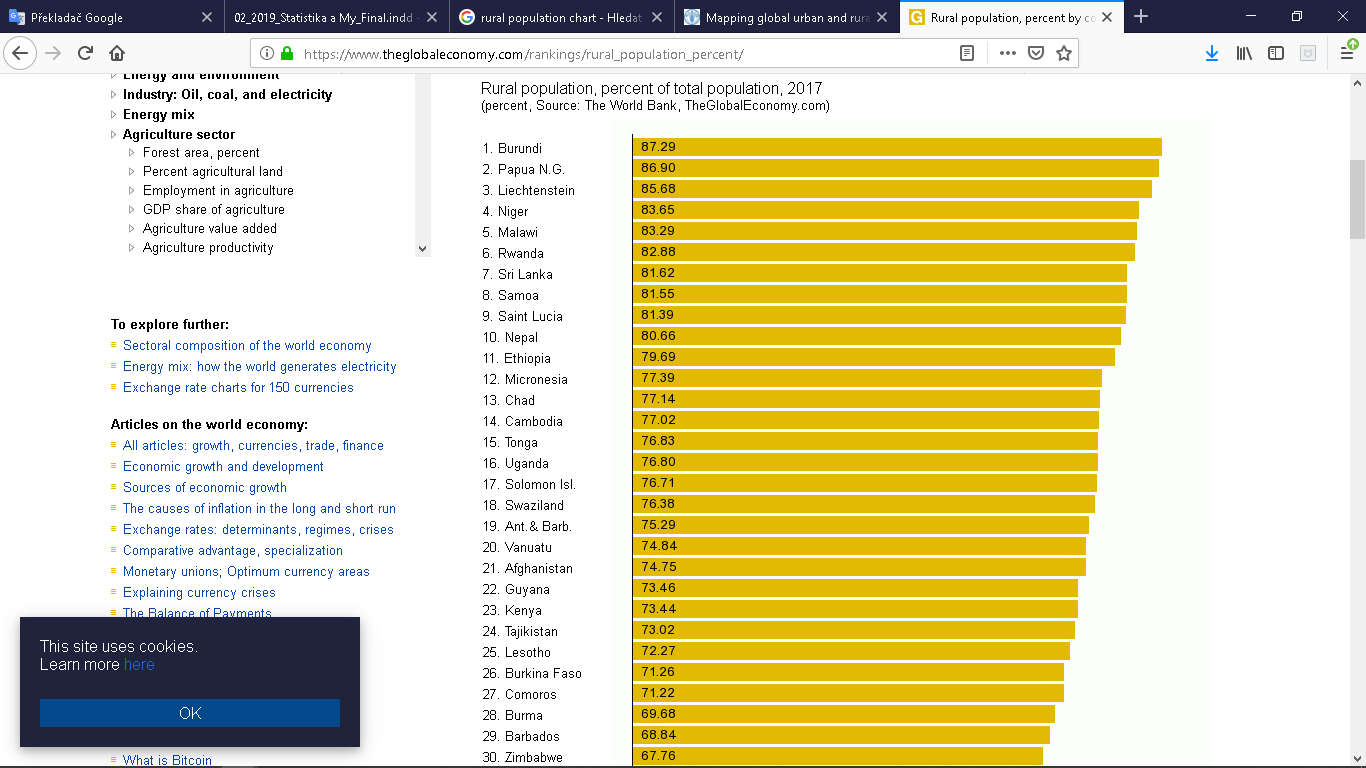 Překladač Google
02_2019_Statistika a My_Final.indd
rural population chart - Hledat
Mapping global urban and rura
Rural population, percent by co
https://www.theglobaleconomy.com/rankings/rural_population_percent/
Energy and environment
Industry: Oil, coal, and electricity
Energy mix
Agriculture sector
Forest area, percent
Percent agricultural land
Employment in agriculture
GDP share of agriculture
Agriculture value added
Agriculture productivity
To explore further:
Sectoral composition of the world economy
Energy mix: how the world generates electricity
Exchange rate charts for 150 currencies
Articles on the world economy:
All articles: growth, currencies, trade, finance
Economic growth and development
Sources of economic growth
The causes of inflation in the long and short run
Exchange rates: determinants, regimes, crises
Comparative advantage, specialization
Monetary unions; Optimum currency areas
Explaining currency crises
The Balance of Payments
This site uses cookies.
Learn more here
OK
What is Bitcoin
Rural population, percent of total population, 2017
(percent, Source: The World Bank, TheGlobalEconomy.com)
1. Burundi 87.29
2. Papua N.G. 86.90
3. Liechtenstein 85.68
4. Niger 83.65
5. Malawi 83.29
6. Rwanda 82.88
7. Sri Lanka 81.62
8. Samoa 81.55
9. Saint Lucia 81.39
10. Nepal 80.66
11. Ethiopia 79.69
12. Micronesia 77.39
13. Chad 77.14
14. Cambodia 77.02
15. Tonga 76.83
16. Uganda 76.80
17. Solomon Isl. 76.71
18. Swaziland 76.38
19. Ant.& Barb. 75.29
20. Vanuatu 74.84
21. Afghanistan 74.75
22. Guyana 73.46
23. Kenya 73.44
24. Tajikistan 73.02
25. Lesotho 72.27
26. Burkina Faso 71.26
27. Comoros 71.22
28. Burma 69.68
29. Barbados 68.84
30. Zimbabwe 67.76